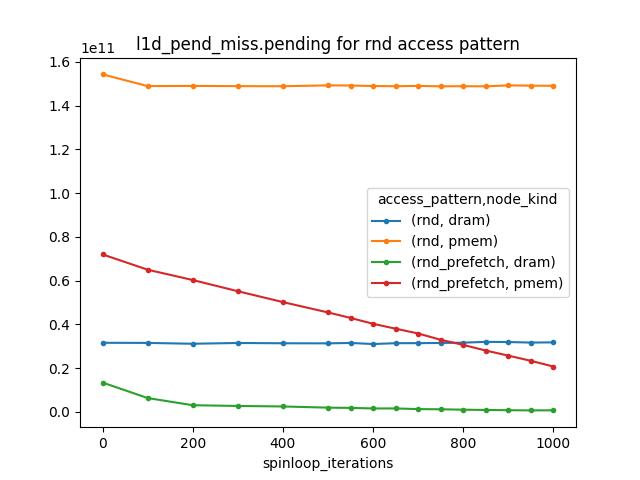 l1d_pend_miss.pending for rnd access pattern
1e11
1.6
1.4
1.2
1.0
0.8
0.6
0.4
0.2
0.0
access_pattern,node_kind
(rnd, dram)
(rnd, pmem)
(rnd_prefetch, dram)
(rnd_prefetch, pmem)
0 200 400 600 800 1000
spinloop_iterations